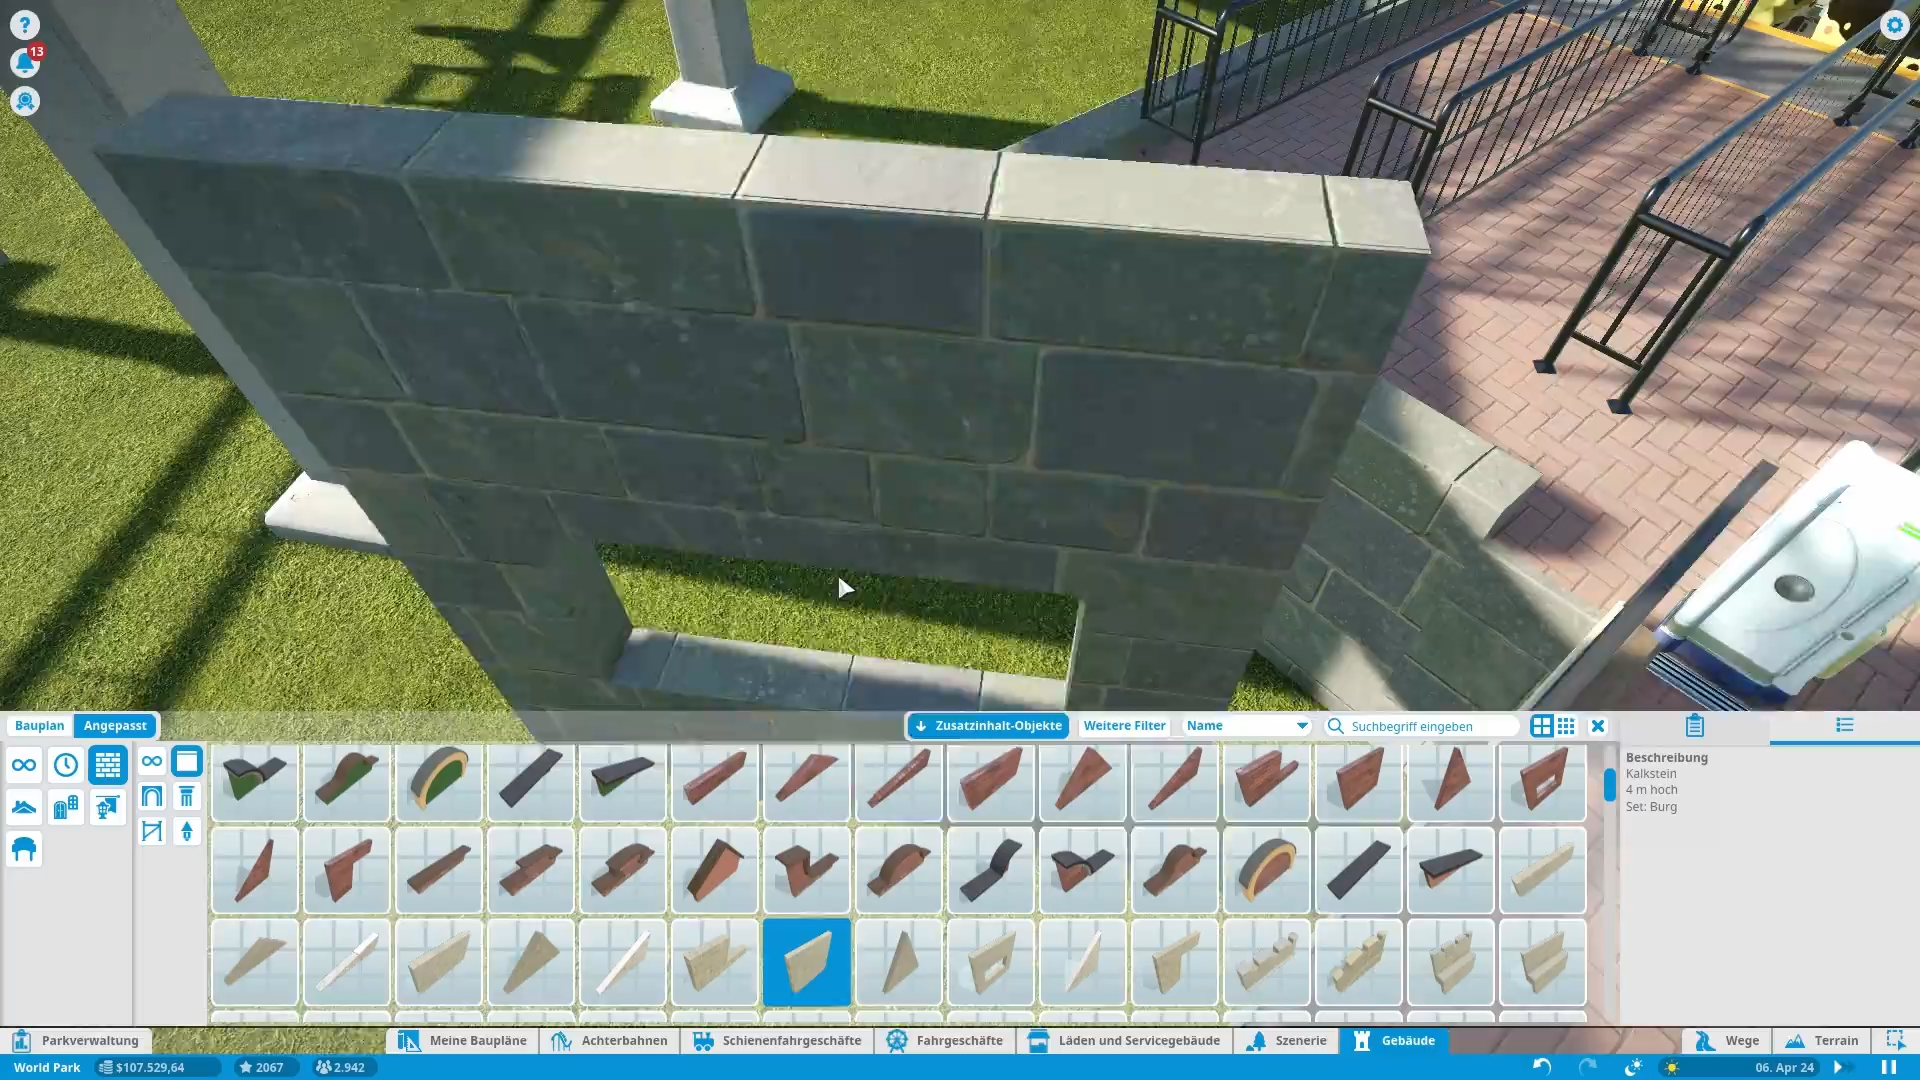 ?
13
Bauplan
Angepasst
Zusatzinhalt-Objekte
Weitere Filter
Name
Suchbegriff eingeben
Beschreibung
Kalkstein
4 m hoch
Set: Burg
Parkverwaltung
Meine Baupläne
Achterbahnen
Schienenfahrgeschäfte
Fahrgeschäfte
Läden und Servicegebäude
Szenerie
Gebäude
Wege
Terrain
World Park
$107.529,64
2067
2.942
06. Apr 24